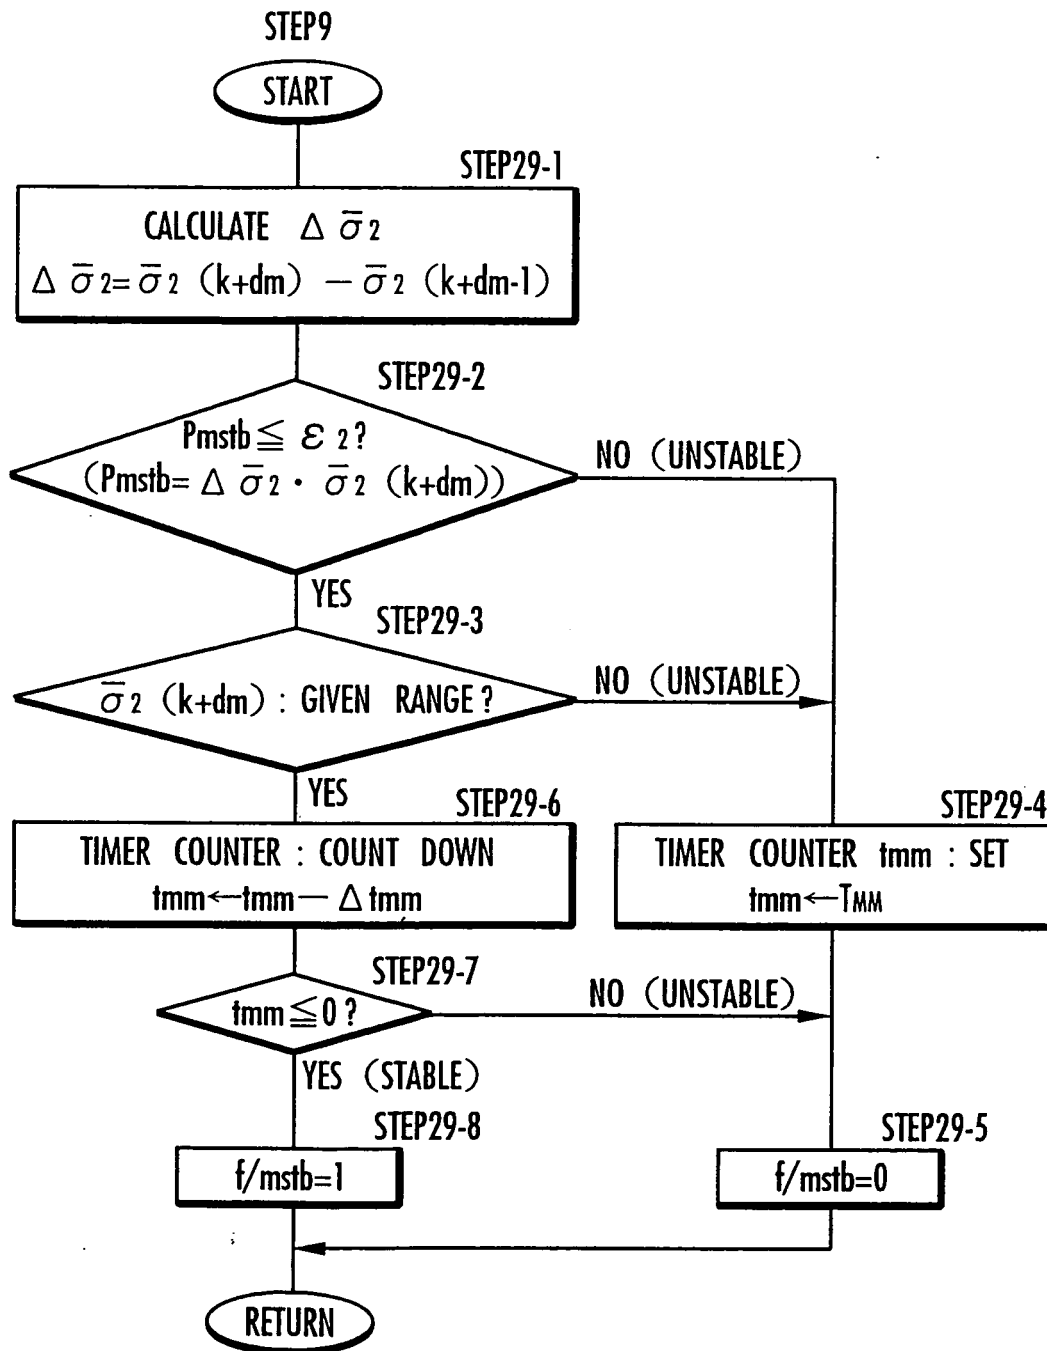 STEP9
START
STEP29-1
CALCULATE Δ σ̅ 2
Δ σ̅ 2= σ̅ 2 (k+dm) — σ̅ 2 (k+dm-1)
STEP29-2
Pmstb≦ ε 2?
(Pmstb= Δ σ̅ 2 · σ̅ 2 (k+dm))
NO (UNSTABLE)
YES
STEP29-3
σ̅ 2 (k+dm) : GIVEN RANGE?
NO (UNSTABLE)
YES
STEP29-6
TIMER COUNTER : COUNT DOWN
tmm←tmm— Δ tmm
STEP29-4
TIMER COUNTER tmm : SET
tmm←TMM
STEP29-7
tmm≦0?
NO (UNSTABLE)
YES (STABLE)
STEP29-8
f/mstb=1
STEP29-5
f/mstb=0
RETURN